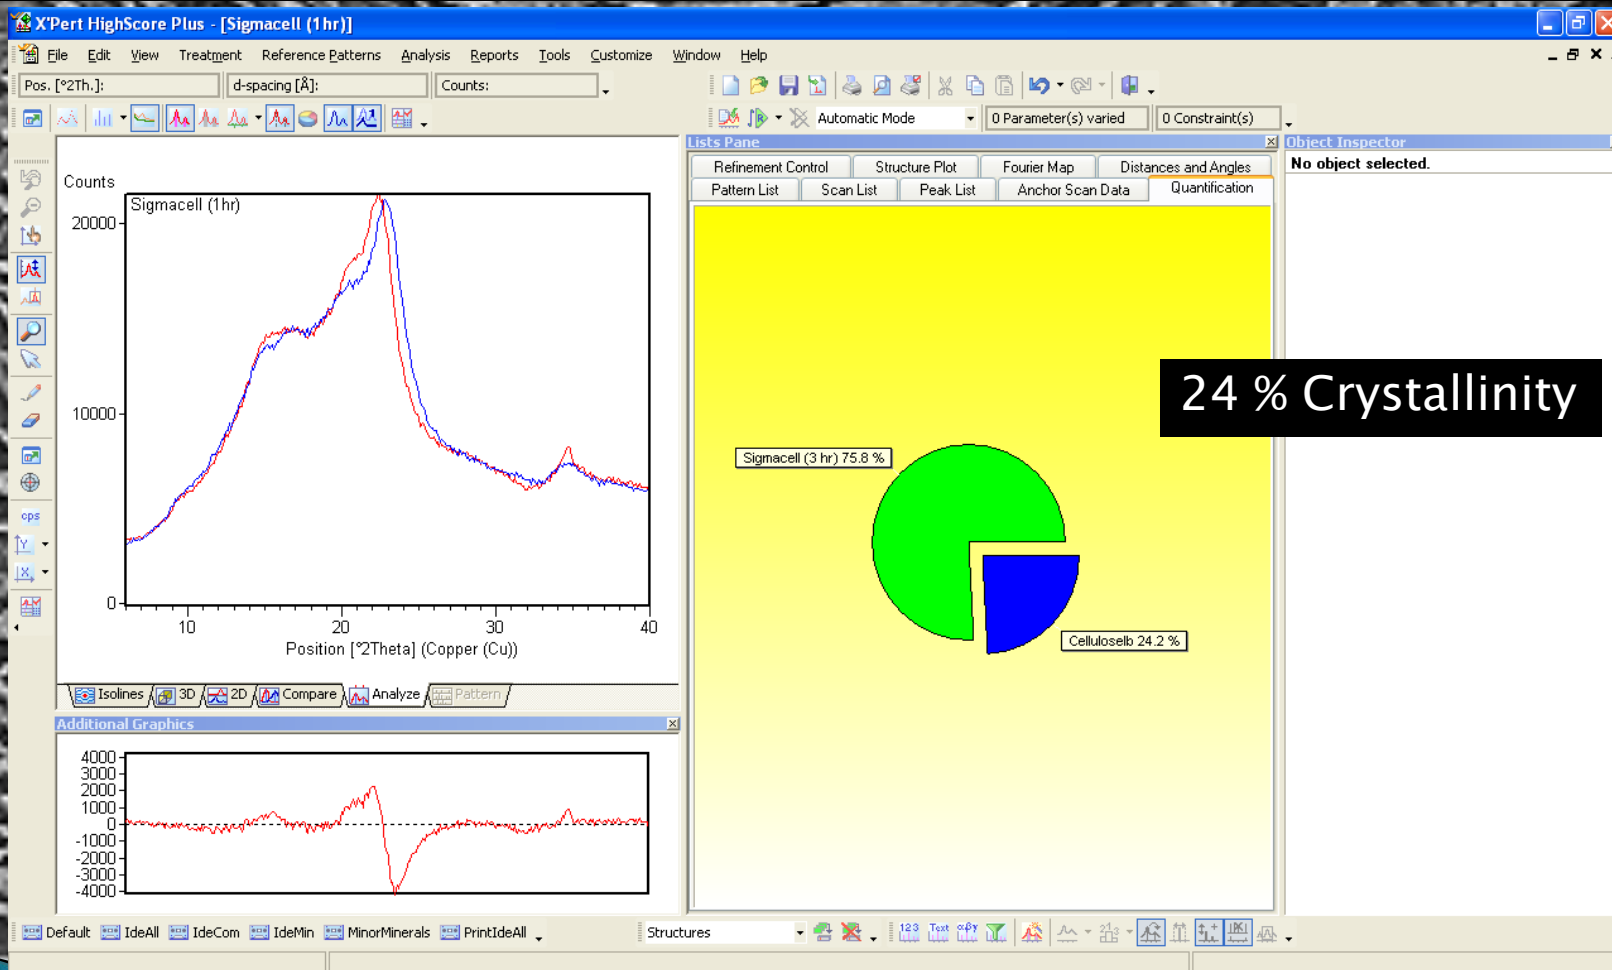 X'Pert HighScore Plus - [Sigmacell (1hr)]
File Edit View Treatment Reference Patterns Analysis Reports Tools Customize Window Help
Pos. [°2Th.]: d-spacing [Å]: Counts:
Automatic Mode 0 Parameter(s) varied 0 Constraint(s)
Lists Pane
Object Inspector
Refinement Control Structure Plot Fourier Map Distances and Angles
No object selected.
Pattern List Scan List Peak List Anchor Scan Data Quantification
Counts
Sigmacell (1hr)
20000
10000
0
10 20 30 40
Position [°2Theta] (Copper (Cu))
24 % Crystallinity
Sigmacell (3 hr) 75.8 %
CelluloseIb 24.2 %
cps
Y
X
Isolines 3D 2D Compare Analyze Pattern
Additional Graphics
4000
3000
2000
1000
0
-1000
-2000
-3000
-4000
Default IdeAll IdeCom IdeMin MinorMinerals PrintIdeAll
Structures
123 Text αβγ